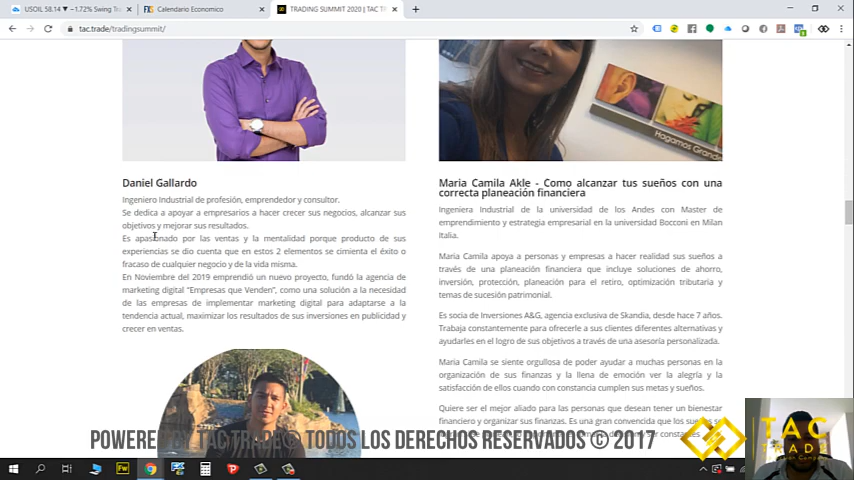 USOIL 58.14 ▼ −1.72% Swing Tra
Calendario Economico
TRADING SUMMIT 2020 | TAC T
tac.trade/tradingsummit/
Hagamos Grande
Daniel Gallardo
Ingeniero Industrial de profesión, emprendedor y consultor.
Se dedica a apoyar a empresarios a hacer crecer sus negocios, alcanzar sus
objetivos y mejorar sus resultados.
Es apasionado por las ventas y la mentalidad porque producto de sus
experiencias se dio cuenta que en estos 2 elementos se cimienta el éxito o
fracaso de cualquier negocio y de la vida misma.
En Noviembre del 2019 emprendió un nuevo proyecto, fundó la agencia de
marketing digital “Empresas que Venden”, como una solución a la necesidad
de las empresas de implementar marketing digital para adaptarse a la
tendencia actual, maximizar los resultados de sus inversiones en publicidad y
crecer en ventas.
Maria Camila Akle - Como alcanzar tus sueños con una
correcta planeación financiera
Ingeniera Industrial de la universidad de los Andes con Master de
emprendimiento y estrategia empresarial en la universidad Bocconi en Milan
Italia.
Maria Camila apoya a personas y empresas a hacer realidad sus sueños a
través de una planeación financiera que incluye soluciones de ahorro,
inversión, protección, planeación para el retiro, optimización tributaria y
temas de sucesión patrimonial.
Es socia de Inversiones A&G, agencia exclusiva de Skandia, desde hace 7 años.
Trabaja constantemente para ofrecerle a sus clientes diferentes alternativas y
ayudarles en el logro de sus objetivos a través de una asesoría personalizada.
Maria Camila se siente orgullosa de poder ayudar a muchas personas en la
organización de sus finanzas y la llena de emoción ver la alegría y la
satisfacción de ellos cuando con constancia cumplen sus metas y sueños.
Quiere ser el mejor aliado para las personas que desean tener un bienestar
financiero y organizar sus finanzas. Es una gran convencida que los
POWERED BY TAC TRADE® TODOS LOS DERECHOS RESERVADOS © 2017
TAC
TRADE
Fw